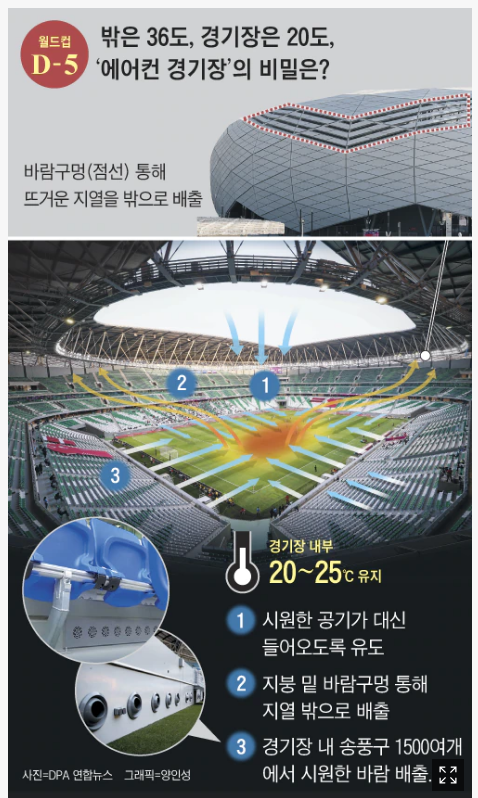 월드컵
D-5
밖은 36도, 경기장은 20도,
‘에어컨 경기장’의 비밀은?
바람구멍(점선) 통해
뜨거운 지열을 밖으로 배출
2
1
3
경기장 내부
20~25℃ 유지
1 시원한 공기가 대신
들어오도록 유도
2 지붕 밑 바람구멍 통해
지열 밖으로 배출
3 경기장 내 송풍구 1500여개
에서 시원한 바람 배출.
사진=DPA 연합뉴스 그래픽=양인성